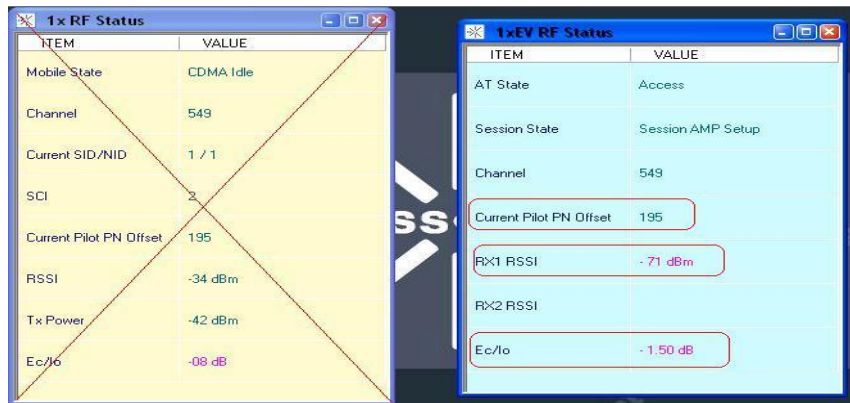 1x RF Status
ITEM VALUE
Mobile State CDMA Idle
Channel 549
Current SID/NID 1 / 1
SCI 2
Current Pilot PN Offset 195
RSSI -34 dBm
Tx Power -42 dBm
Ec/Io -08 dB
ss
1xEV RF Status
ITEM VALUE
AT State Access
Session State Session AMP Setup
Channel 549
Current Pilot PN Offset 195
RX1 RSSI - 71 dBm
RX2 RSSI
Ec/Io - 1.50 dB